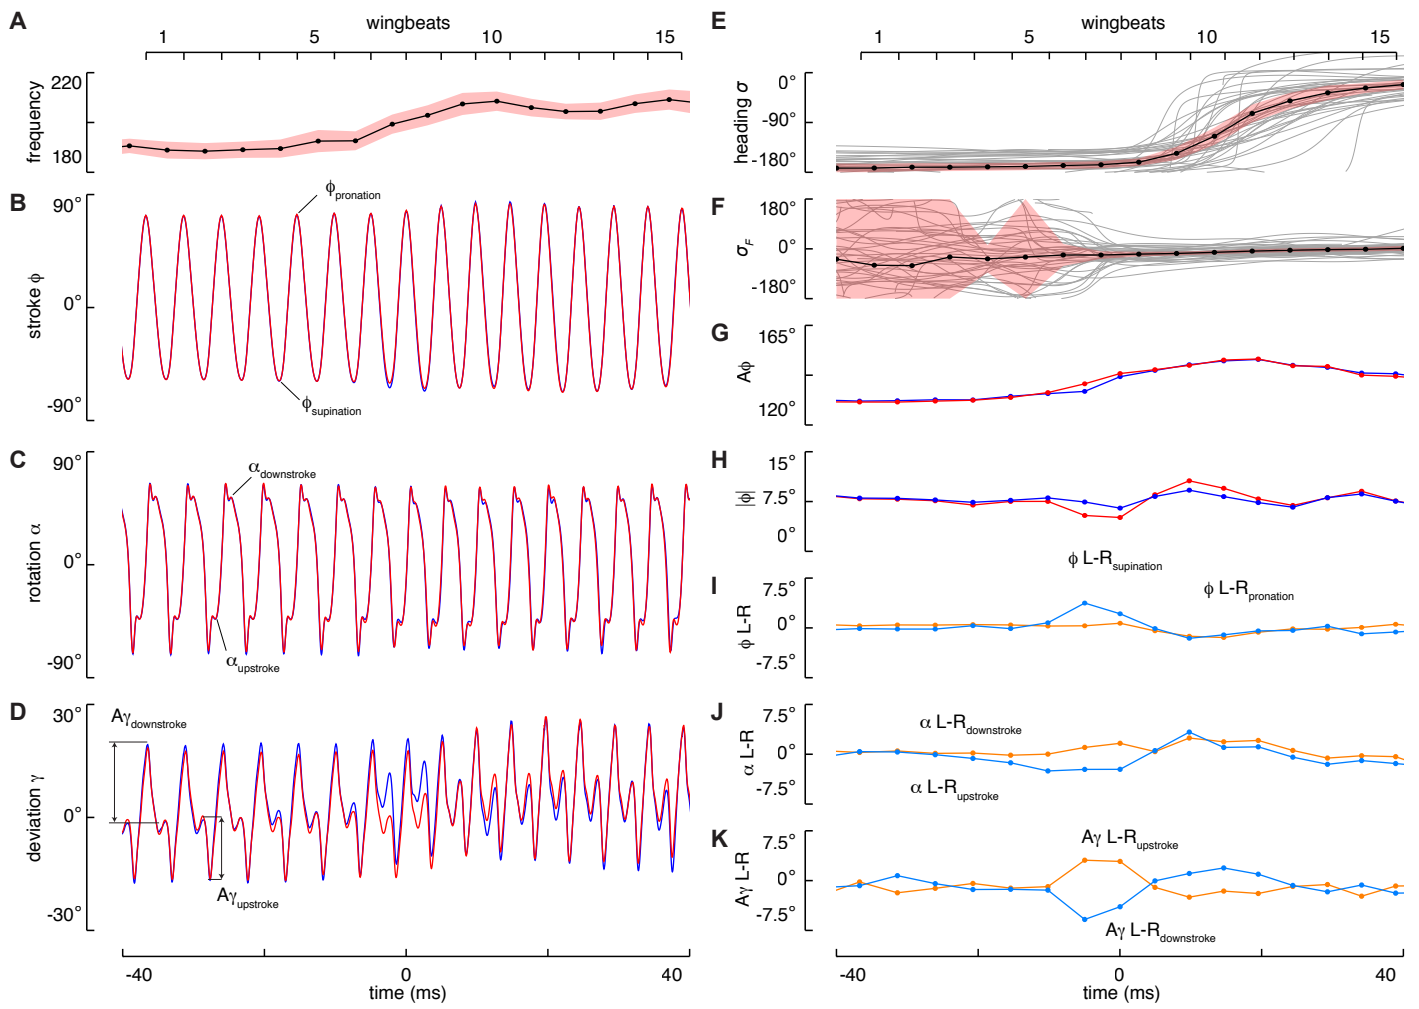 A
wingbeats
1 5 10 15
frequency
220
180
B
stroke ϕ
90°
0°
-90°
ϕpronation
ϕsupination
C
rotation α
90°
0°
-90°
αdownstroke
αupstroke
D
deviation γ
30°
0°
-30°
Aγdownstroke
Aγupstroke
-40 0 40
time (ms)
E
wingbeats
1 5 10 15
heading σ
0°
-90°
-180°
F
σF
180°
0°
-180°
G
Aϕ
165°
120°
H
|ϕ|
15°
7.5°
0°
I
ϕ L-R
7.5°
0°
-7.5°
ϕ L-Rsupination
ϕ L-Rpronation
J
α L-R
7.5°
0°
-7.5°
α L-Rdownstroke
α L-Rupstroke
K
Aγ L-R
7.5°
0°
-7.5°
Aγ L-Rupstroke
Aγ L-Rdownstroke
-40 0 40
time (ms)